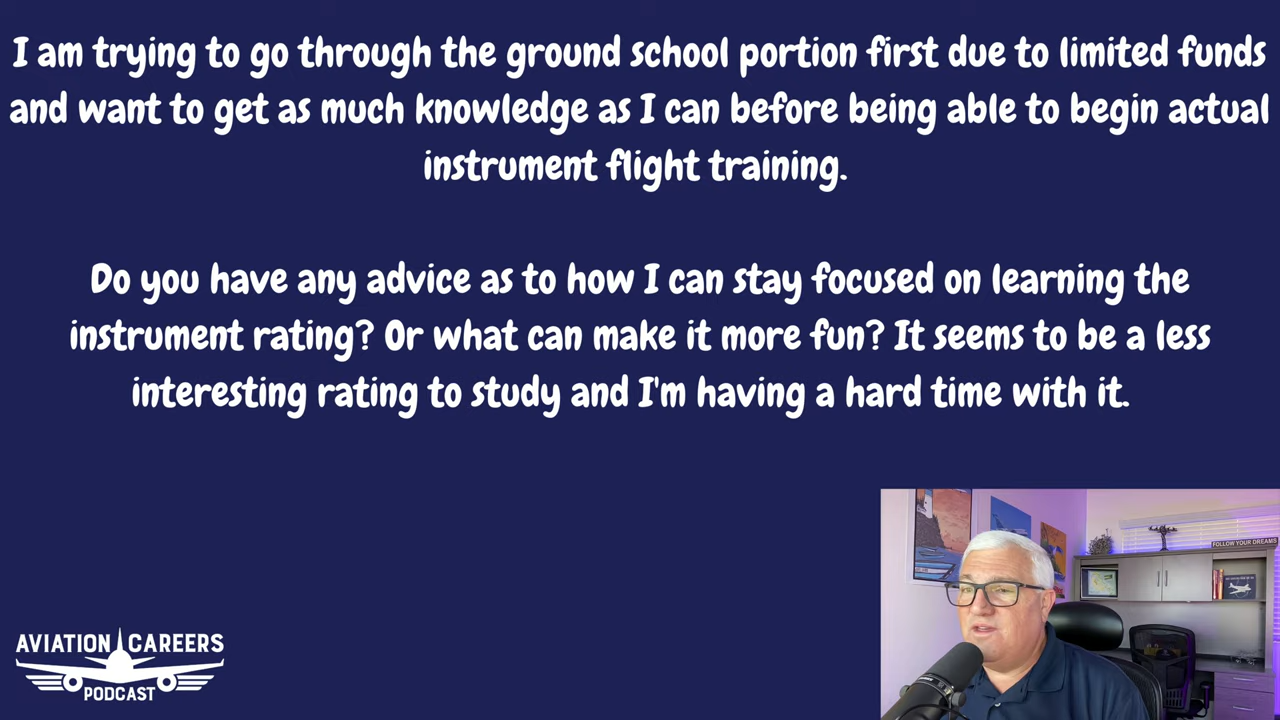 I am trying to go through the ground school portion first due to limited funds
and want to get as much knowledge as I can before being able to begin actual
instrument flight training.
Do you have any advice as to how I can stay focused on learning the
instrument rating? Or what can make it more fun? It seems to be a less
interesting rating to study and I'm having a hard time with it.
FOLLOW YOUR DREAMS
AVIATION CAREERS
PODCAST